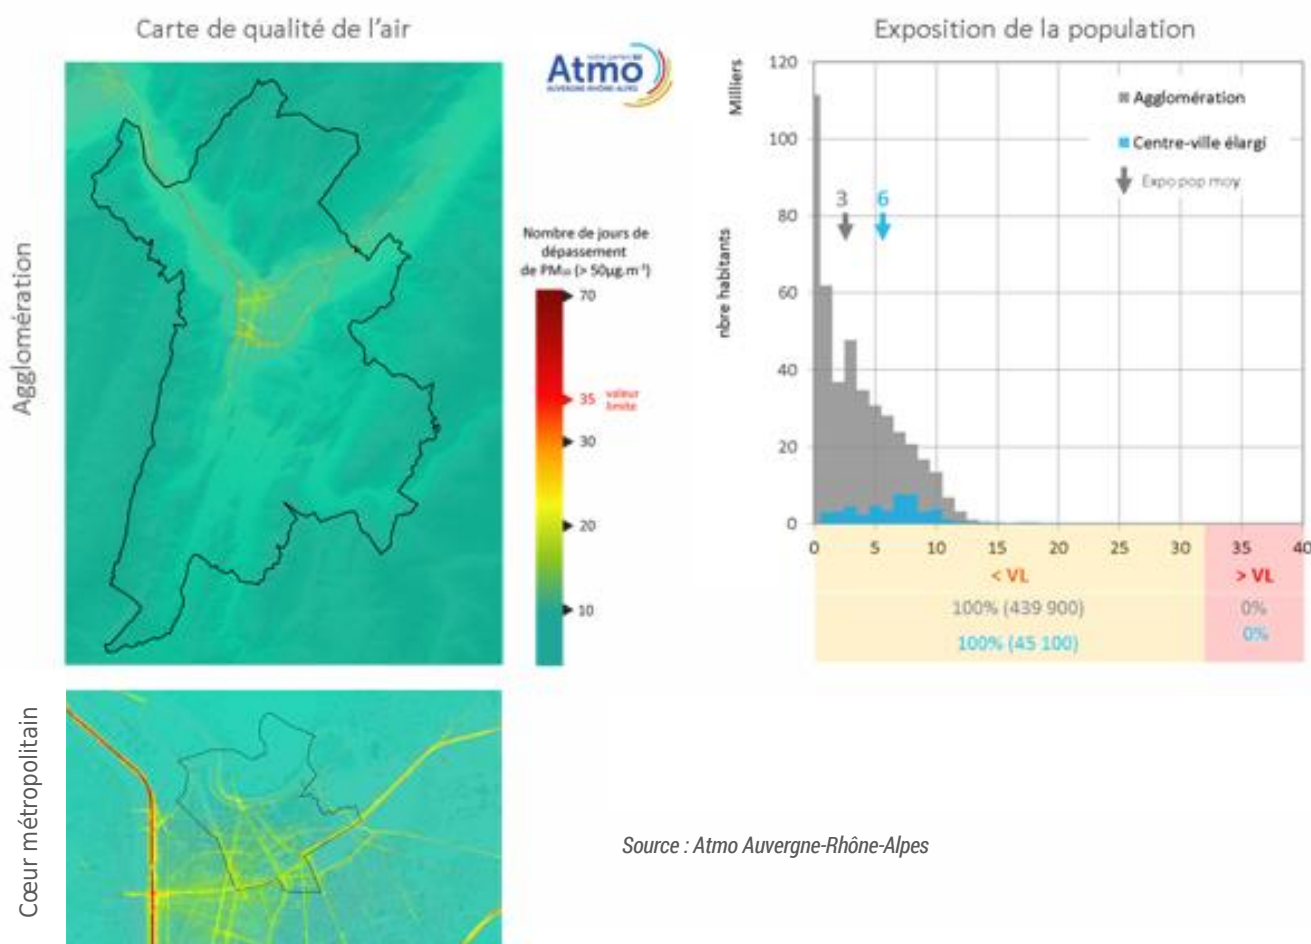 Carte de qualité de l'air
Exposition de la population
Atmo
AUVERGNE-RHÔNE-ALPES
Agglomération
Nombre de jours de
dépassement
de PM₁₀ (> 50µg.m⁻³)
70
35 valeur
limite
30
20
10
Milliers
nbre habitants
120
100
80
60
40
20
0
Agglomération
Centre-ville élargi
Expo pop moy
3
6
0 5 10 15 20 25 30 35 40
< VL > VL
100% (439 900) 0%
100% (45 100) 0%
Cœur métropolitain
Source : Atmo Auvergne-Rhône-Alpes